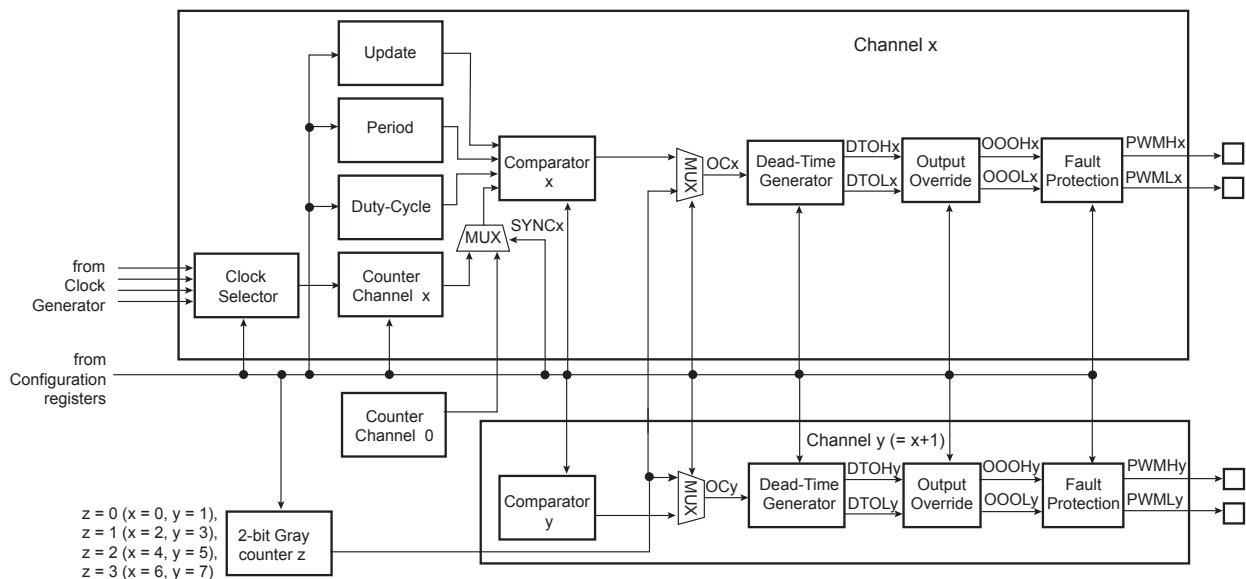 Channel x
Update
Period
Comparator
x
Duty-Cycle
MUX
SYNCx
MUX
OCx
Dead-Time
Generator
DTOHx
DTOLx
Output
Override
OOOHx
OOOLx
Fault
Protection
PWMHx
PWMLx
from
Clock
Generator
Clock
Selector
Counter
Channel x
from
Configuration
registers
Counter
Channel 0
Channel y (= x+1)
Comparator
y
MUX
OCy
Dead-Time
Generator
DTOHy
DTOLy
Output
Override
OOOHy
OOOLy
Fault
Protection
PWMHy
PWMLy
z = 0 (x = 0, y = 1),
z = 1 (x = 2, y = 3),
z = 2 (x = 4, y = 5),
z = 3 (x = 6, y = 7)
2-bit Gray
counter z